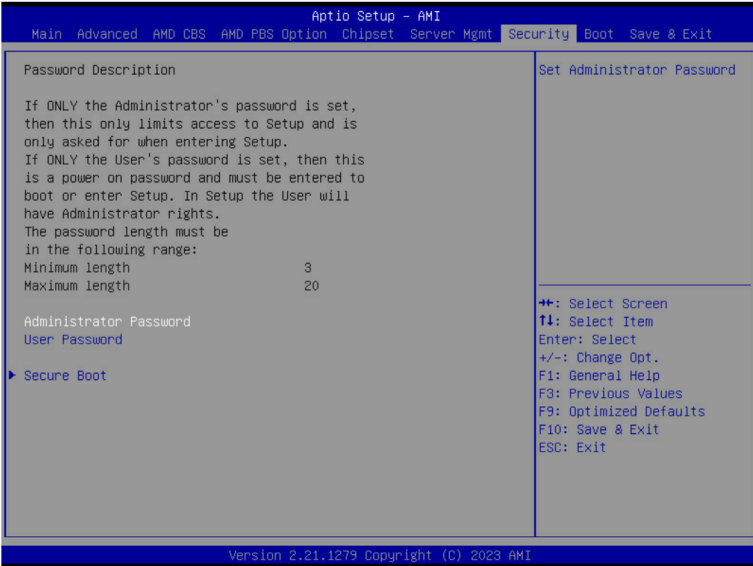 Aptio Setup – AMI
Main Advanced AMD CBS AMD PBS Option Chipset Server Mgmt Security Boot Save & Exit
Password Description
If ONLY the Administrator's password is set,
then this only limits access to Setup and is
only asked for when entering Setup.
If ONLY the User's password is set, then this
is a power on password and must be entered to
boot or enter Setup. In Setup the User will
have Administrator rights.
The password length must be
in the following range:
Minimum length 3
Maximum length 20
Administrator Password
User Password
Secure Boot
Set Administrator Password
→←: Select Screen
↑↓: Select Item
Enter: Select
+/-: Change Opt.
F1: General Help
F3: Previous Values
F9: Optimized Defaults
F10: Save & Exit
ESC: Exit
Version 2.21.1279 Copyright (C) 2023 AMI